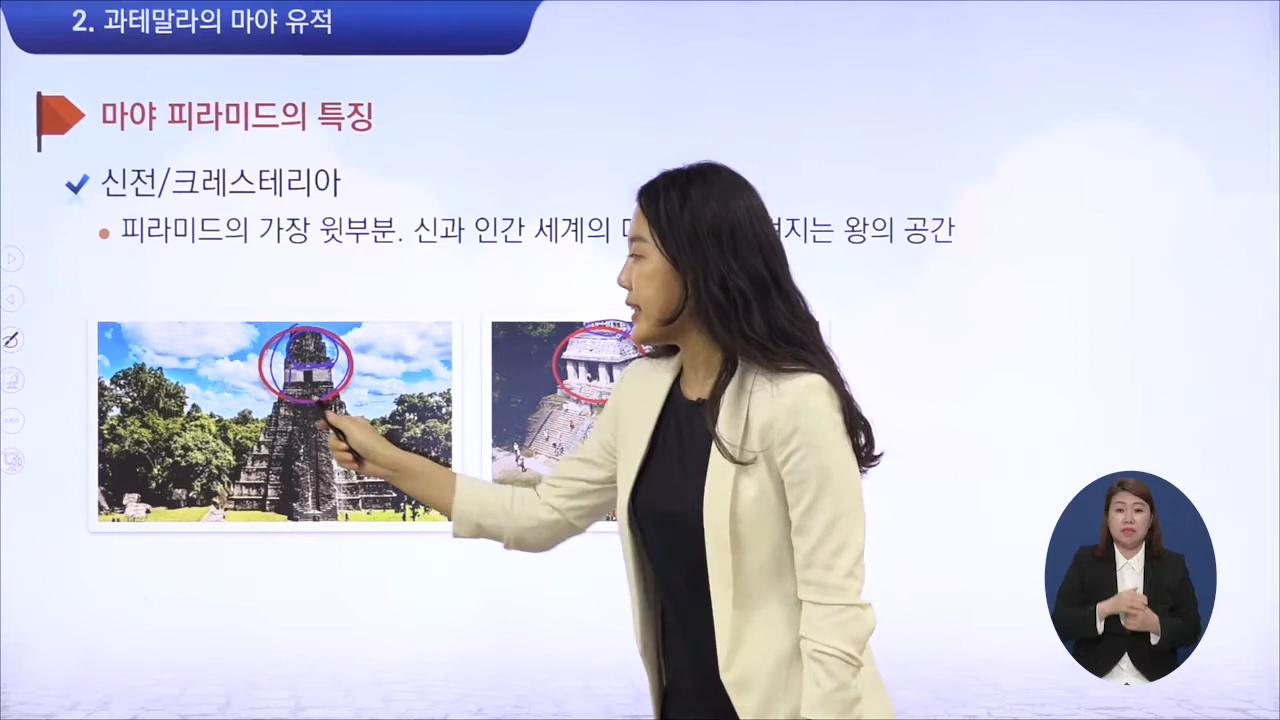 2. 과테말라의 마야 유적
마야 피라미드의 특징
신전/크레스테리아
피라미드의 가장 윗부분. 신과 인간 세계의 왕의 공간